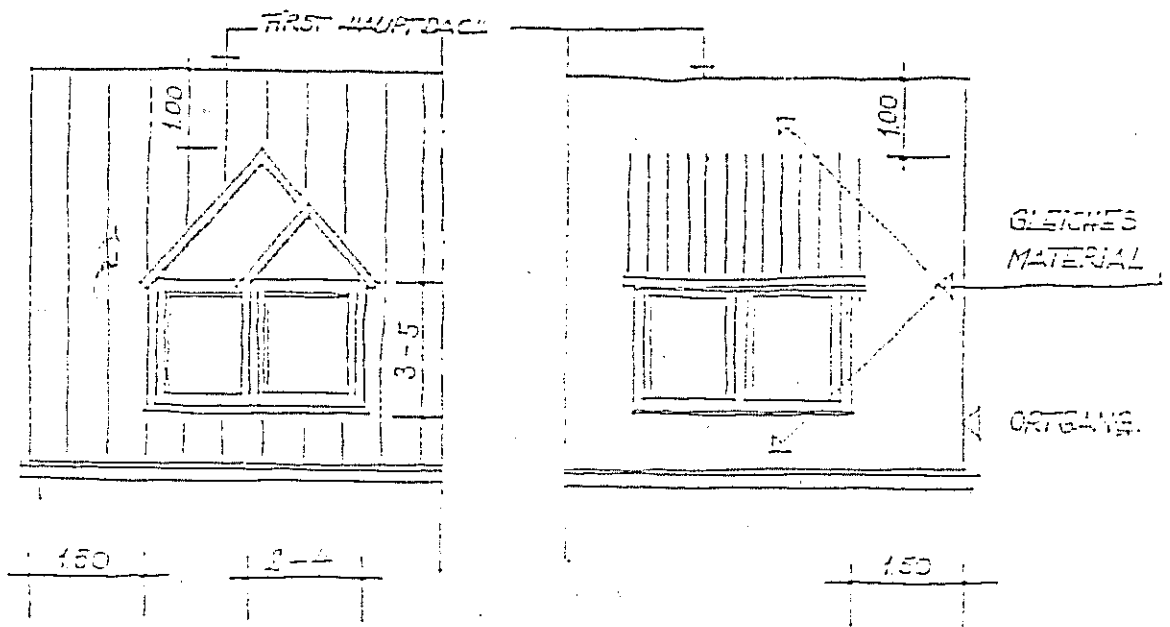 FIRST HAUPTDACH
1.00
1.00
GLEICHES
MATERIAL
3-5
ORTGANG.
1.50
2-4
1.50